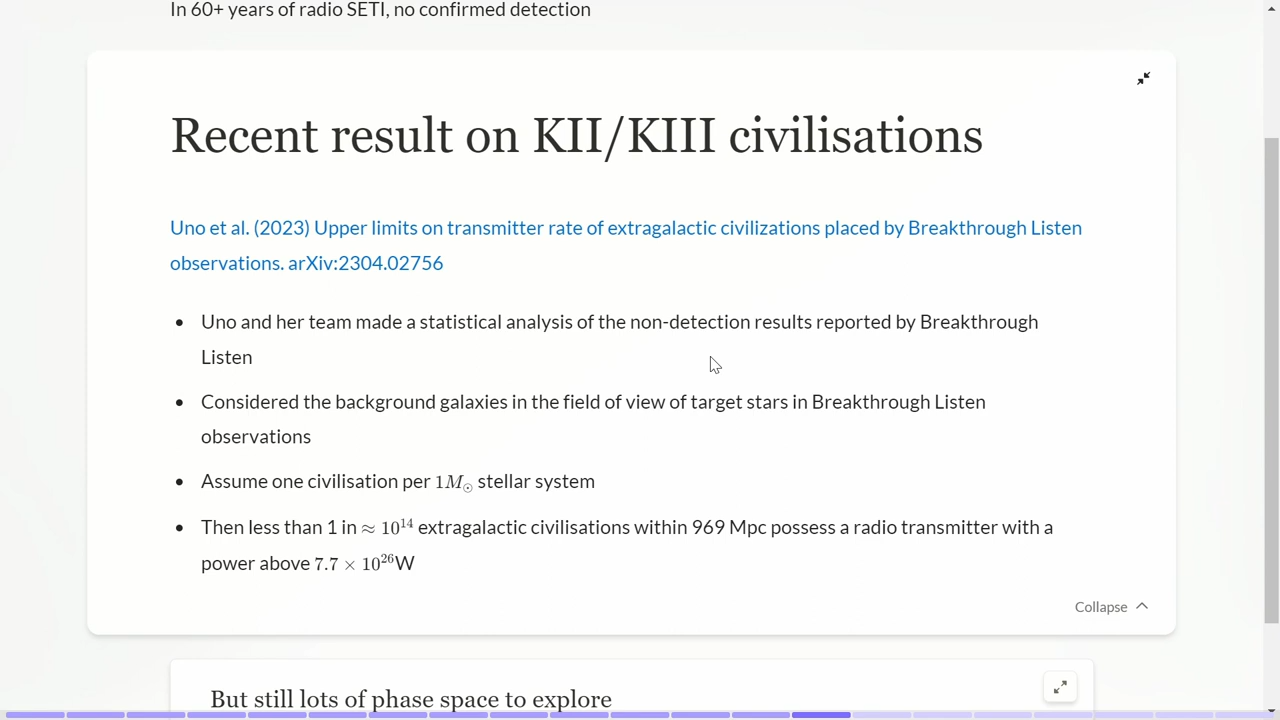 In 60+ years of radio SETI, no confirmed detection
Recent result on KII/KIII civilisations
Uno et al. (2023) Upper limits on transmitter rate of extragalactic civilizations placed by Breakthrough Listen
observations. arXiv:2304.02756
• Uno and her team made a statistical analysis of the non-detection results reported by Breakthrough
Listen
• Considered the background galaxies in the field of view of target stars in Breakthrough Listen
observations
• Assume one civilisation per 1M☉ stellar system
• Then less than 1 in ≈ 10¹⁴ extragalactic civilisations within 969 Mpc possess a radio transmitter with a
power above 7.7 × 10²⁶W
Collapse
But still lots of phase space to explore